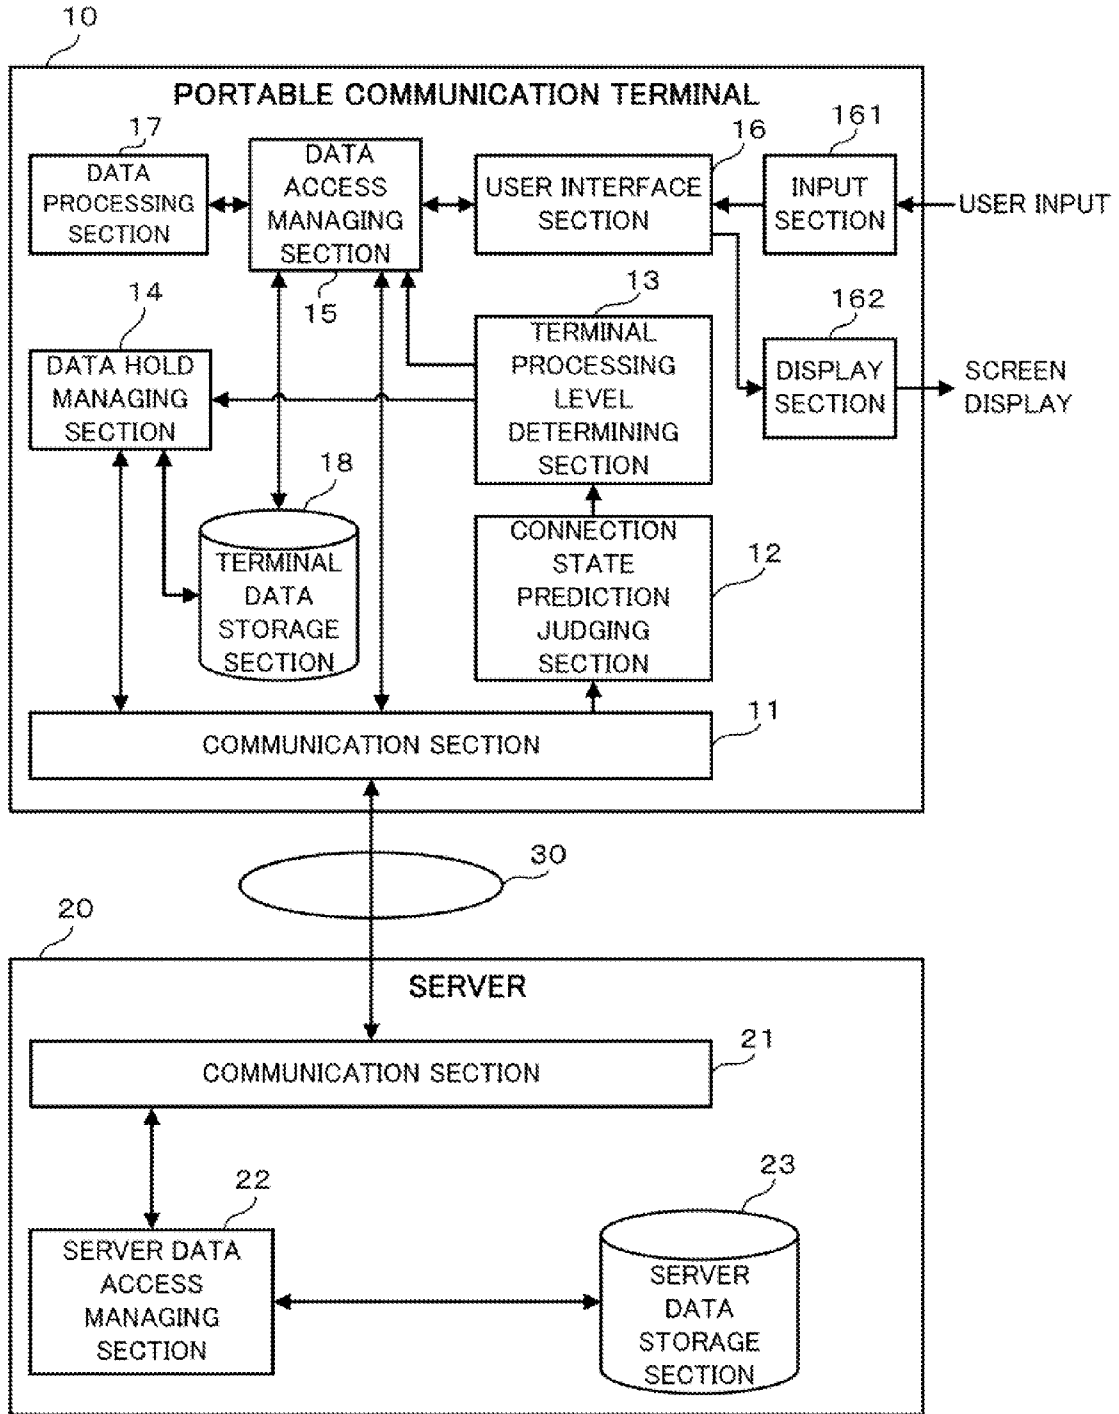 10
PORTABLE COMMUNICATION TERMINAL
17
DATA
PROCESSING
SECTION
DATA
ACCESS
MANAGING
SECTION
15
16
USER INTERFACE
SECTION
161
INPUT
SECTION
USER INPUT
14
DATA HOLD
MANAGING
SECTION
13
TERMINAL
PROCESSING
LEVEL
DETERMINING
SECTION
162
DISPLAY
SECTION
SCREEN
DISPLAY
18
TERMINAL
DATA
STORAGE
SECTION
CONNECTION
STATE
PREDICTION
JUDGING
SECTION
12
COMMUNICATION SECTION
11
30
20
SERVER
COMMUNICATION SECTION
21
22
SERVER DATA
ACCESS
MANAGING
SECTION
23
SERVER
DATA
STORAGE
SECTION